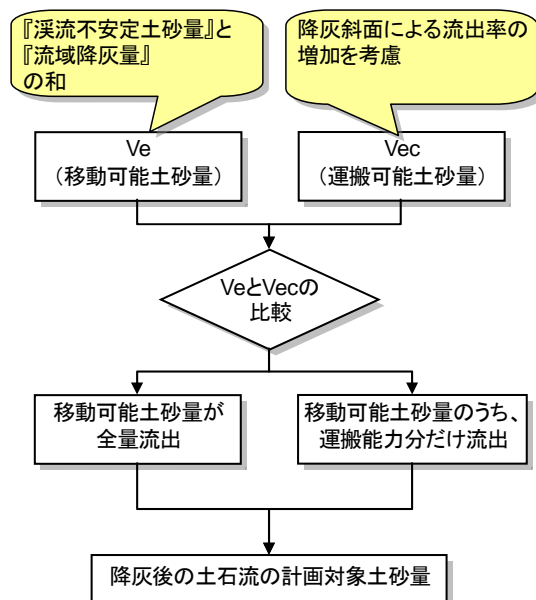 『渓流不安定土砂量』と
『流域降灰量』
の和
降灰斜面による流出率の
増加を考慮
Ve
(移動可能土砂量)
Vec
(運搬可能土砂量)
VeとVecの
比較
移動可能土砂量が
全量流出
移動可能土砂量のうち、
運搬能力分だけ流出
降灰後の土石流の計画対象土砂量